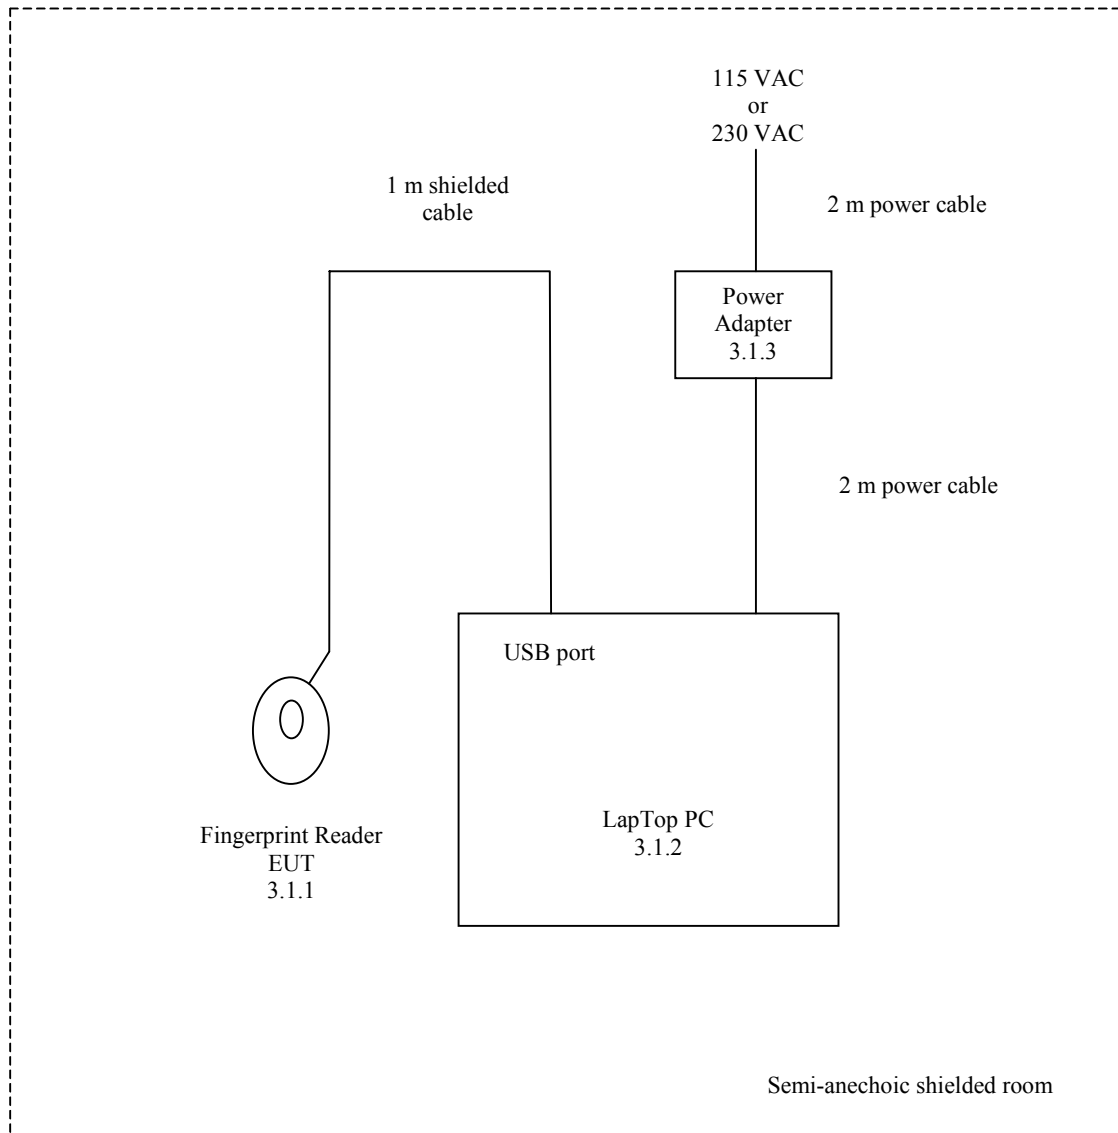 115 VAC
or
230 VAC
1 m shielded
cable
2 m power cable
Power
Adapter
3.1.3
2 m power cable
USB port
LapTop PC
3.1.2
Fingerprint Reader
EUT
3.1.1
Semi-anechoic shielded room